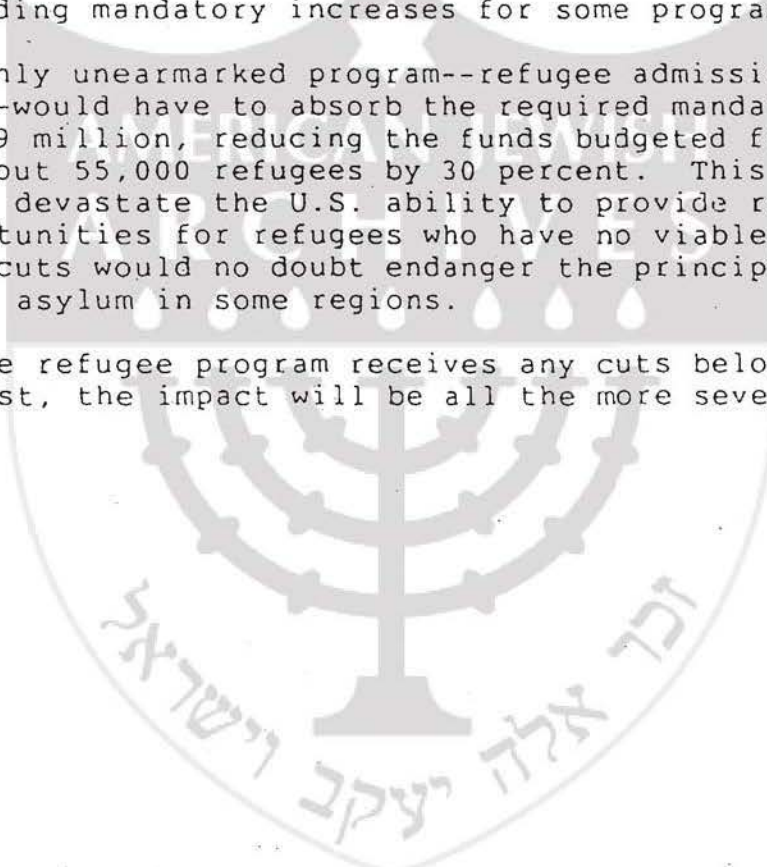 ding mandatory increases for some progra
nly unearmarked program--refugee admissi
-would have to absorb the required manda
9 million, reducing the funds budgeted f
out 55,000 refugees by 30 percent. This
devastate the U.S. ability to provide r
tunities for refugees who have no viable
cuts would no doubt endanger the princip
asylum in some regions.
e refugee program receives any cuts belo
st, the impact will be all the more seve
AMERICAN JEWISH
ARCHIVES
זכר אלה יעקב וישראל